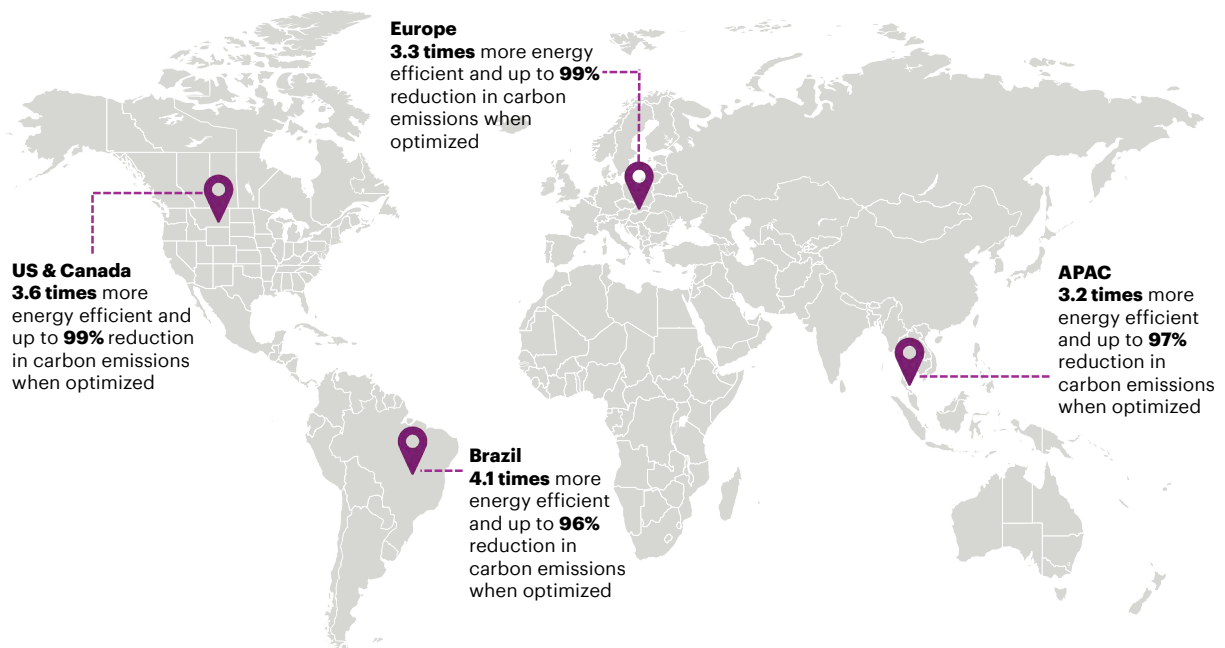 Europe
3.3 times more energy
efficient and up to 99%
reduction in carbon
emissions when
optimized
US & Canada
3.6 times more
energy efficient and
up to 99% reduction
in carbon emissions
when optimized
APAC
3.2 times more
energy efficient
and up to 97%
reduction in
carbon emissions
when optimized
Brazil
4.1 times more
energy efficient
and up to 96%
reduction in
carbon emissions
when optimized